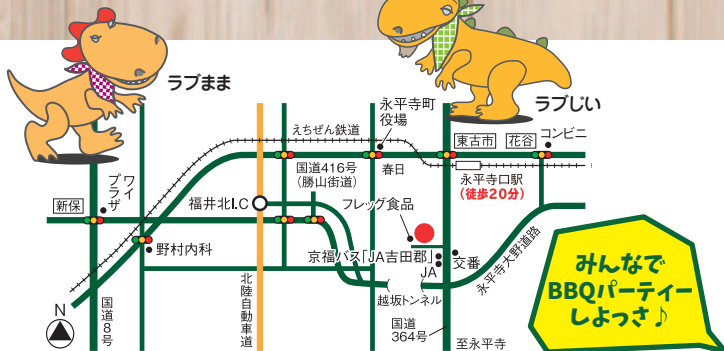 ラブまま
ラブじい
永平寺町
役場
えちぜん鉄道
東古市
花谷
コンビニ
国道416号
(勝山街道)
春日
永平寺口駅
(徒歩20分)
ワイ
プラザ
新保
福井北I.C
フレッグ食品
野村内科
京福バス「JA吉田郡」
JA
交番
永平寺大野道路
越坂トンネル
N
国道8号
北陸自動車道
国道
364号
至永平寺
みんなで
BBQパーティー
しよっさ♪